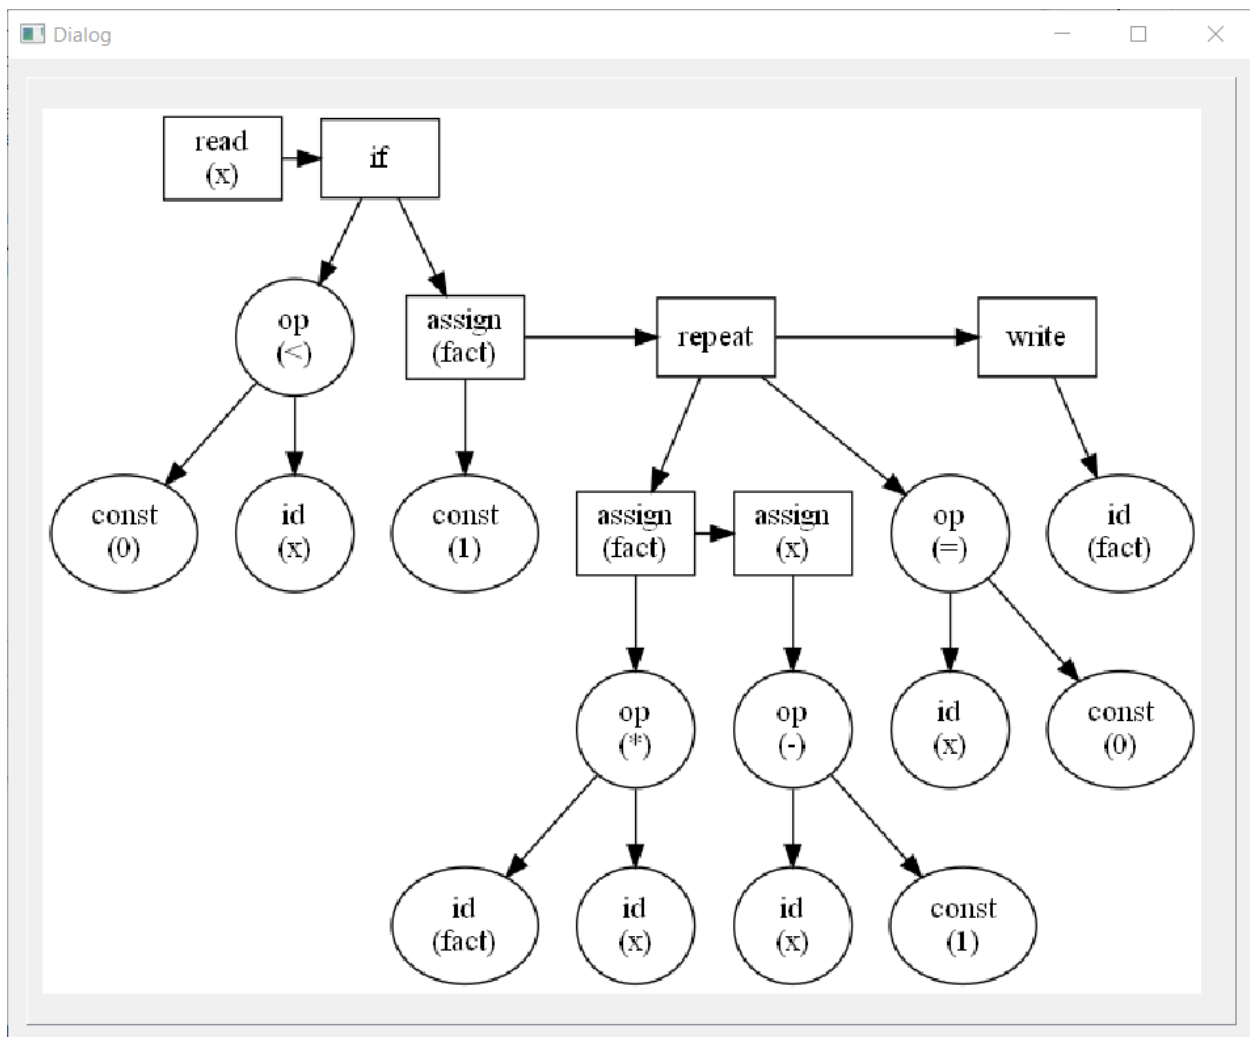 Dialog
read
(x)
if
op
(<)
assign
(fact)
repeat
write
const
(0)
id
(x)
const
(1)
assign
(fact)
assign
(x)
op
(=)
id
(fact)
op
(*)
op
(-)
id
(x)
const
(0)
id
(fact)
id
(x)
id
(x)
const
(1)